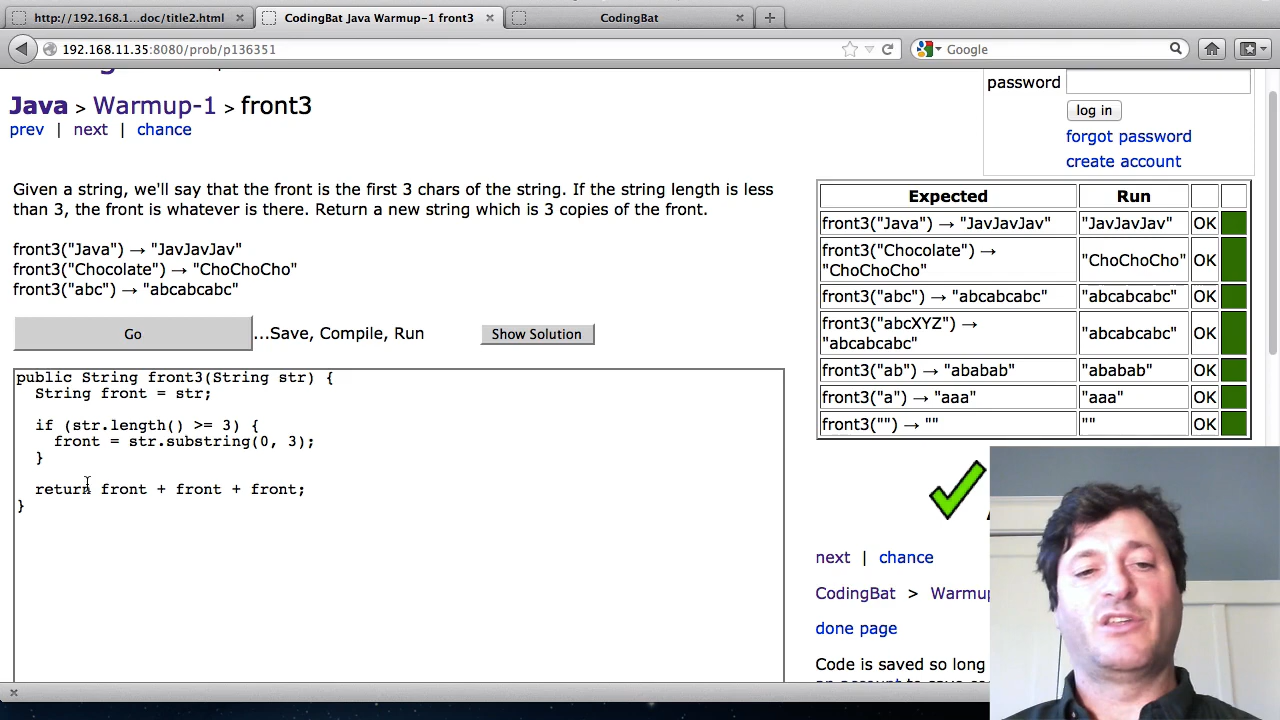 http://192.168.1...doc/title2.html
CodingBat Java Warmup-1 front3
CodingBat
192.168.11.35:8080/prob/p136351
Google
Java > Warmup-1 > front3
prev | next | chance
password
log in
forgot password
create account
Given a string, we'll say that the front is the first 3 chars of the string. If the string length is less
than 3, the front is whatever is there. Return a new string which is 3 copies of the front.
front3("Java") → "JavJavJav"
front3("Chocolate") → "ChoChoCho"
front3("abc") → "abcabcabc"
Go
...Save, Compile, Run
Show Solution
public String front3(String str) {
String front = str;
if (str.length() >= 3) {
front = str.substring(0, 3);
}
return front + front + front;
}
Expected Run
front3("Java") → "JavJavJav" "JavJavJav" OK
front3("Chocolate") →
"ChoChoCho" "ChoChoCho" OK
front3("abc") → "abcabcabc" "abcabcabc" OK
front3("abcXYZ") →
"abcabcabc" "abcabcabc" OK
front3("ab") → "ababab" "ababab" OK
front3("a") → "aaa" "aaa" OK
front3("") → "" "" OK
next | chance
CodingBat > Warmup
done page
Code is saved so long